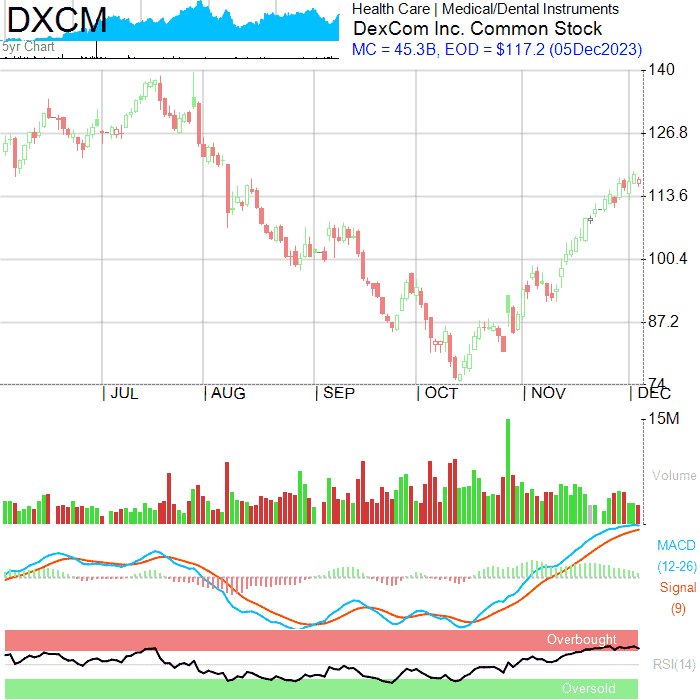 DXCM
5yr Chart
Health Care | Medical/Dental Instruments
DexCom Inc. Common Stock
MC = 45.3B, EOD = $117.2 (05Dec2023)
140
126.8
113.6
100.4
87.2
74
| JUL | AUG | SEP | OCT | NOV | DEC
15M
Volume
MACD
(12-26)
Signal
(9)
Overbought
RSI(14)
Oversold